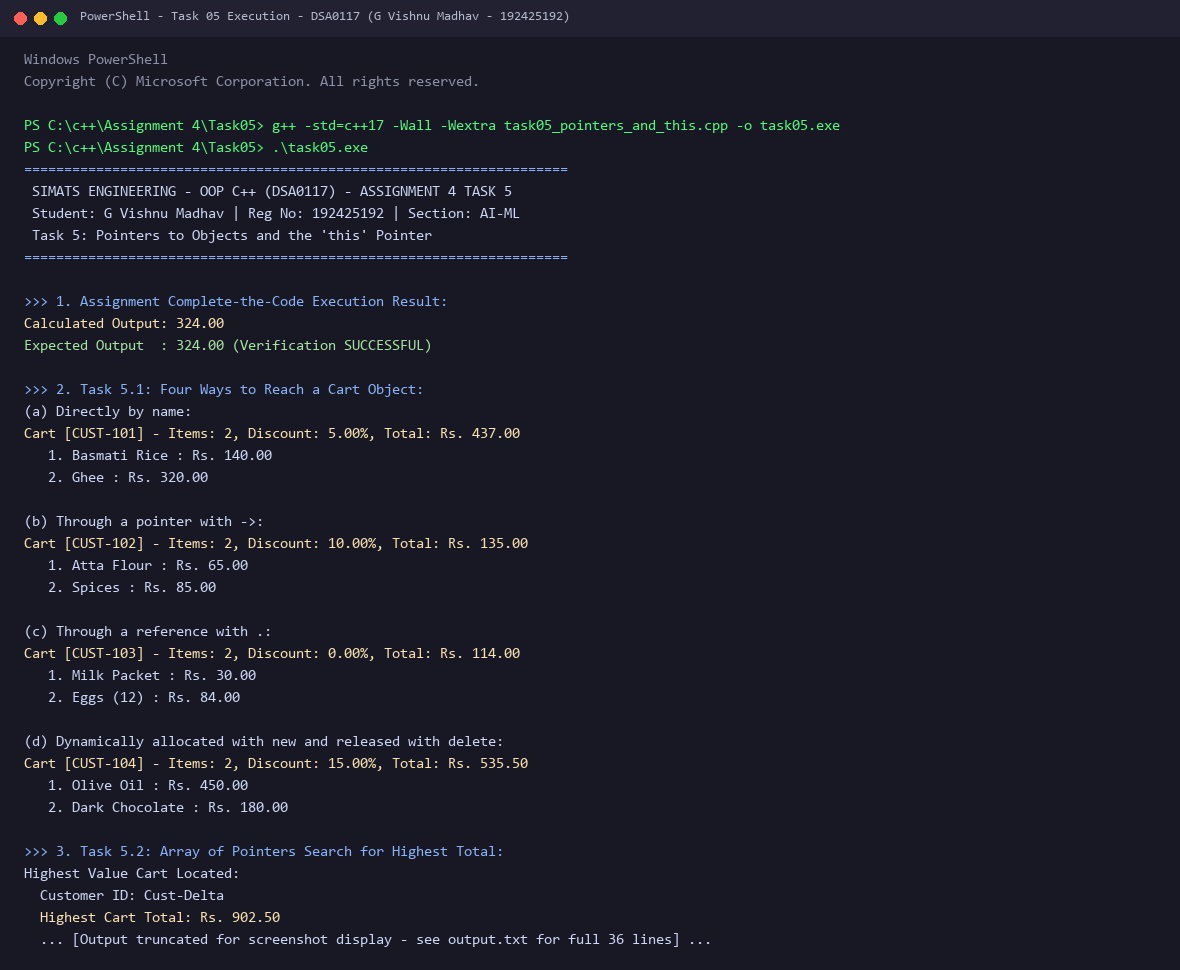 PowerShell - Task 05 Execution - DSA0117 (G Vishnu Madhav - 192425192)
Windows PowerShell
Copyright (C) Microsoft Corporation. All rights reserved.
PS C:\c++\Assignment 4\Task05> g++ -std=c++17 -Wall -Wextra task05_pointers_and_this.cpp -o task05.exe
PS C:\c++\Assignment 4\Task05> .\task05.exe
====================================================================
 SIMATS ENGINEERING - OOP C++ (DSA0117) - ASSIGNMENT 4 TASK 5
 Student: G Vishnu Madhav | Reg No: 192425192 | Section: AI-ML
 Task 5: Pointers to Objects and the 'this' Pointer
====================================================================
>>> 1. Assignment Complete-the-Code Execution Result:
Calculated Output: 324.00
Expected Output  : 324.00 (Verification SUCCESSFUL)
>>> 2. Task 5.1: Four Ways to Reach a Cart Object:
(a) Directly by name:
Cart [CUST-101] - Items: 2, Discount: 5.00%, Total: Rs. 437.00
   1. Basmati Rice : Rs. 140.00
   2. Ghee : Rs. 320.00
(b) Through a pointer with ->:
Cart [CUST-102] - Items: 2, Discount: 10.00%, Total: Rs. 135.00
   1. Atta Flour : Rs. 65.00
   2. Spices : Rs. 85.00
(c) Through a reference with .:
Cart [CUST-103] - Items: 2, Discount: 0.00%, Total: Rs. 114.00
   1. Milk Packet : Rs. 30.00
   2. Eggs (12) : Rs. 84.00
(d) Dynamically allocated with new and released with delete:
Cart [CUST-104] - Items: 2, Discount: 15.00%, Total: Rs. 535.50
   1. Olive Oil : Rs. 450.00
   2. Dark Chocolate : Rs. 180.00
>>> 3. Task 5.2: Array of Pointers Search for Highest Total:
Highest Value Cart Located:
  Customer ID: Cust-Delta
  Highest Cart Total: Rs. 902.50
  ... [Output truncated for screenshot display - see output.txt for full 36 lines] ...